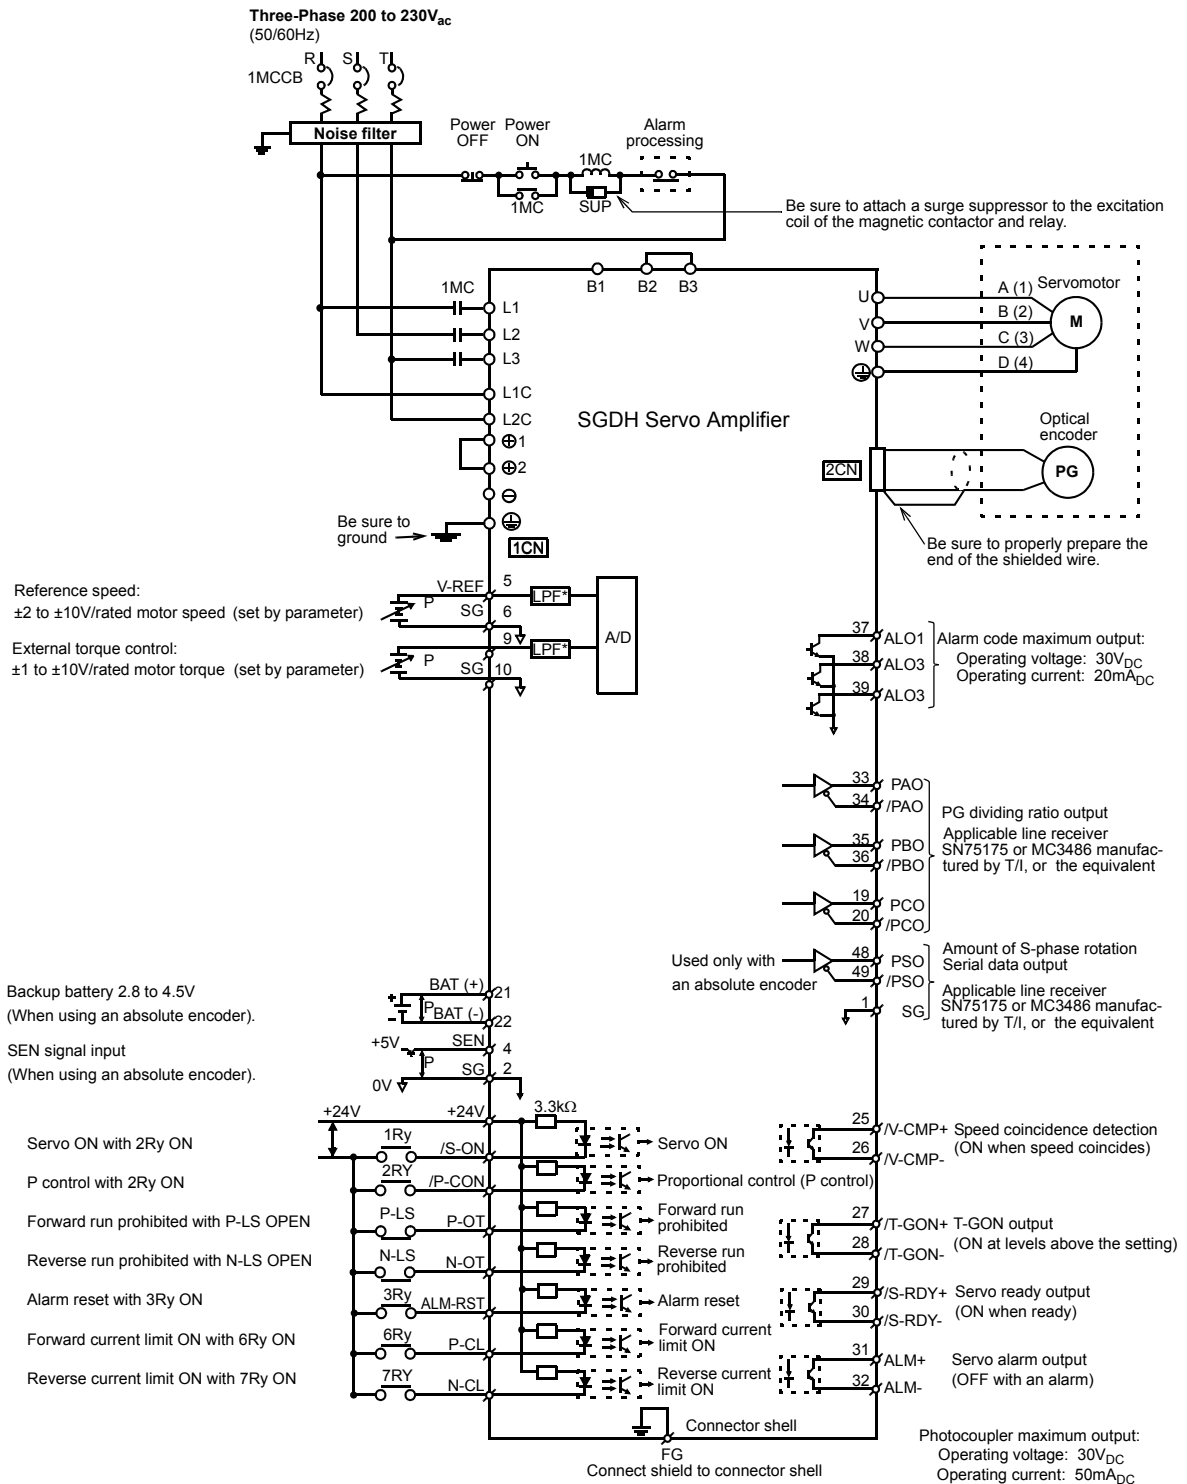 Three-Phase 200 to 230Vac
(50/60Hz)
R S T
1MCCB
Noise filter
Power OFF
Power ON
Alarm processing
1MC
1MC
SUP
Be sure to attach a surge suppressor to the excitation
coil of the magnetic contactor and relay.
B1 B2 B3
1MC
L1
L2
L3
L1C
L2C
⊕1
⊕2
⊖
Be sure to
ground
1CN
SGDH Servo Amplifier
U
V
W
A (1)
B (2)
C (3)
D (4)
Servomotor
M
Optical
encoder
2CN
PG
Be sure to properly prepare the
end of the shielded wire.
Reference speed:
±2 to ±10V/rated motor speed (set by parameter)
External torque control:
±1 to ±10V/rated motor torque (set by parameter)
P
V-REF 5
SG 6
LPF*
9
P
SG 10
LPF*
A/D
37 ALO1
38 ALO3
39 ALO3
Alarm code maximum output:
Operating voltage: 30VDC
Operating current: 20mADC
33 PAO
34 /PAO
35 PBO
36 /PBO
19 PCO
20 /PCO
PG dividing ratio output
Applicable line receiver
SN75175 or MC3486 manufac-
tured by T/I, or the equivalent
Used only with
an absolute encoder
48 PSO
49 /PSO
1 SG
Amount of S-phase rotation
Serial data output
Applicable line receiver
SN75175 or MC3486 manufac-
tured by T/I, or the equivalent
Backup battery 2.8 to 4.5V
(When using an absolute encoder).
+
-
P
BAT (+) 21
BAT (-) 22
SEN signal input
(When using an absolute encoder).
+5V
P
0V
SEN 4
SG 2
+24V
+24V
3.3kΩ
Servo ON with 2Ry ON
1Ry
/S-ON
Servo ON
P control with 2Ry ON
2RY
/P-CON
Proportional control (P control)
Forward run prohibited with P-LS OPEN
P-LS
P-OT
Forward run
prohibited
Reverse run prohibited with N-LS OPEN
N-LS
N-OT
Reverse run
prohibited
Alarm reset with 3Ry ON
3Ry
ALM-RST
Alarm reset
Forward current limit ON with 6Ry ON
6Ry
P-CL
Forward current
limit ON
Reverse current limit ON with 7Ry ON
7RY
N-CL
Reverse current
limit ON
25 /V-CMP+
26 /V-CMP-
Speed coincidence detection
(ON when speed coincides)
27 /T-GON+
28 /T-GON-
T-GON output
(ON at levels above the setting)
29 /S-RDY+
30 /S-RDY-
Servo ready output
(ON when ready)
31 ALM+
32 ALM-
Servo alarm output
(OFF with an alarm)
Connector shell
FG
Connect shield to connector shell
Photocoupler maximum output:
Operating voltage: 30VDC
Operating current: 50mADC